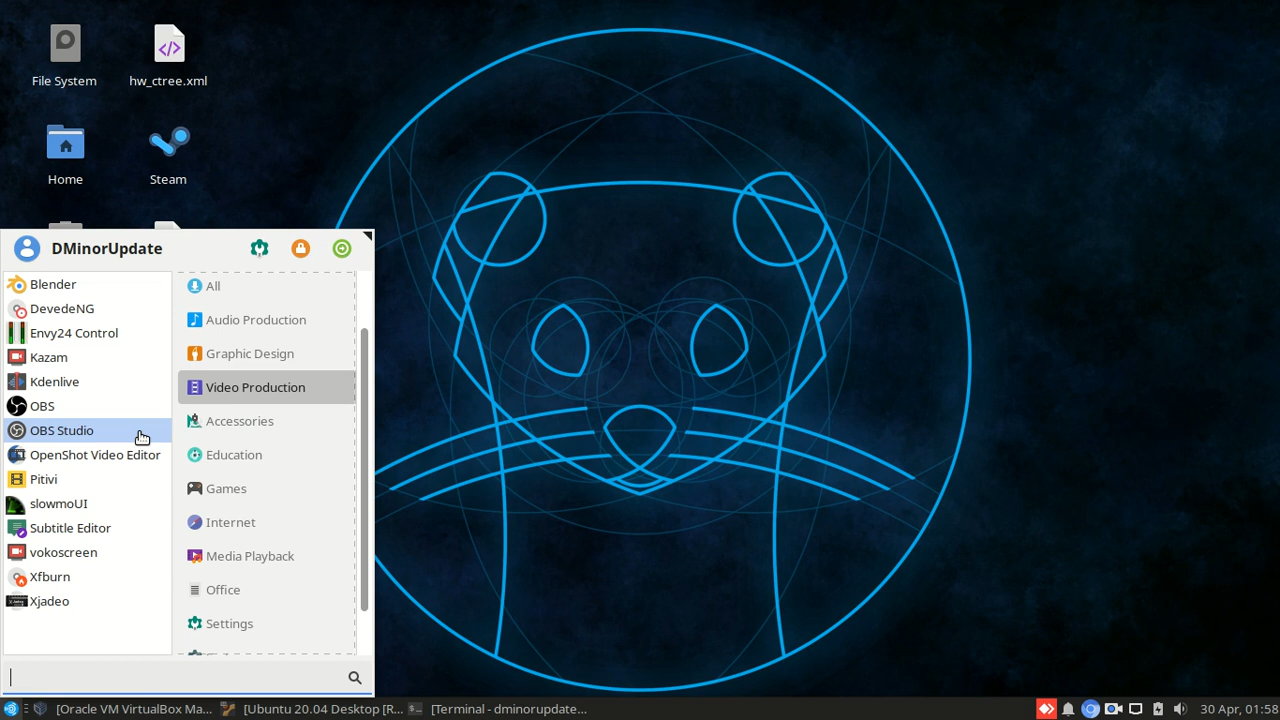 File System
hw_ctree.xml
Home
Steam
DMinorUpdate
Blender
DevedeNG
Envy24 Control
Kazam
Kdenlive
OBS
OBS Studio
OpenShot Video Editor
Pitivi
slowmoUI
Subtitle Editor
vokoscreen
Xfburn
Xjadeo
All
Audio Production
Graphic Design
Video Production
Accessories
Education
Games
Internet
Media Playback
Office
Settings
[Oracle VM VirtualBox Ma...
[Ubuntu 20.04 Desktop [R...
[Terminal - dminorupdate...
30 Apr, 01:58